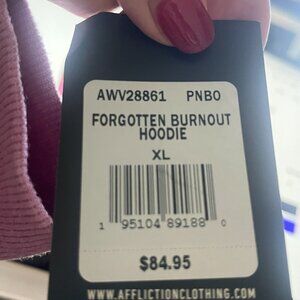 AWV28861 PNBO
FORGOTTEN BURNOUT
HOODIE
XL
1 95104 89188 0
$84.95
WWW.AFFLICTIONCLOTHING.COM